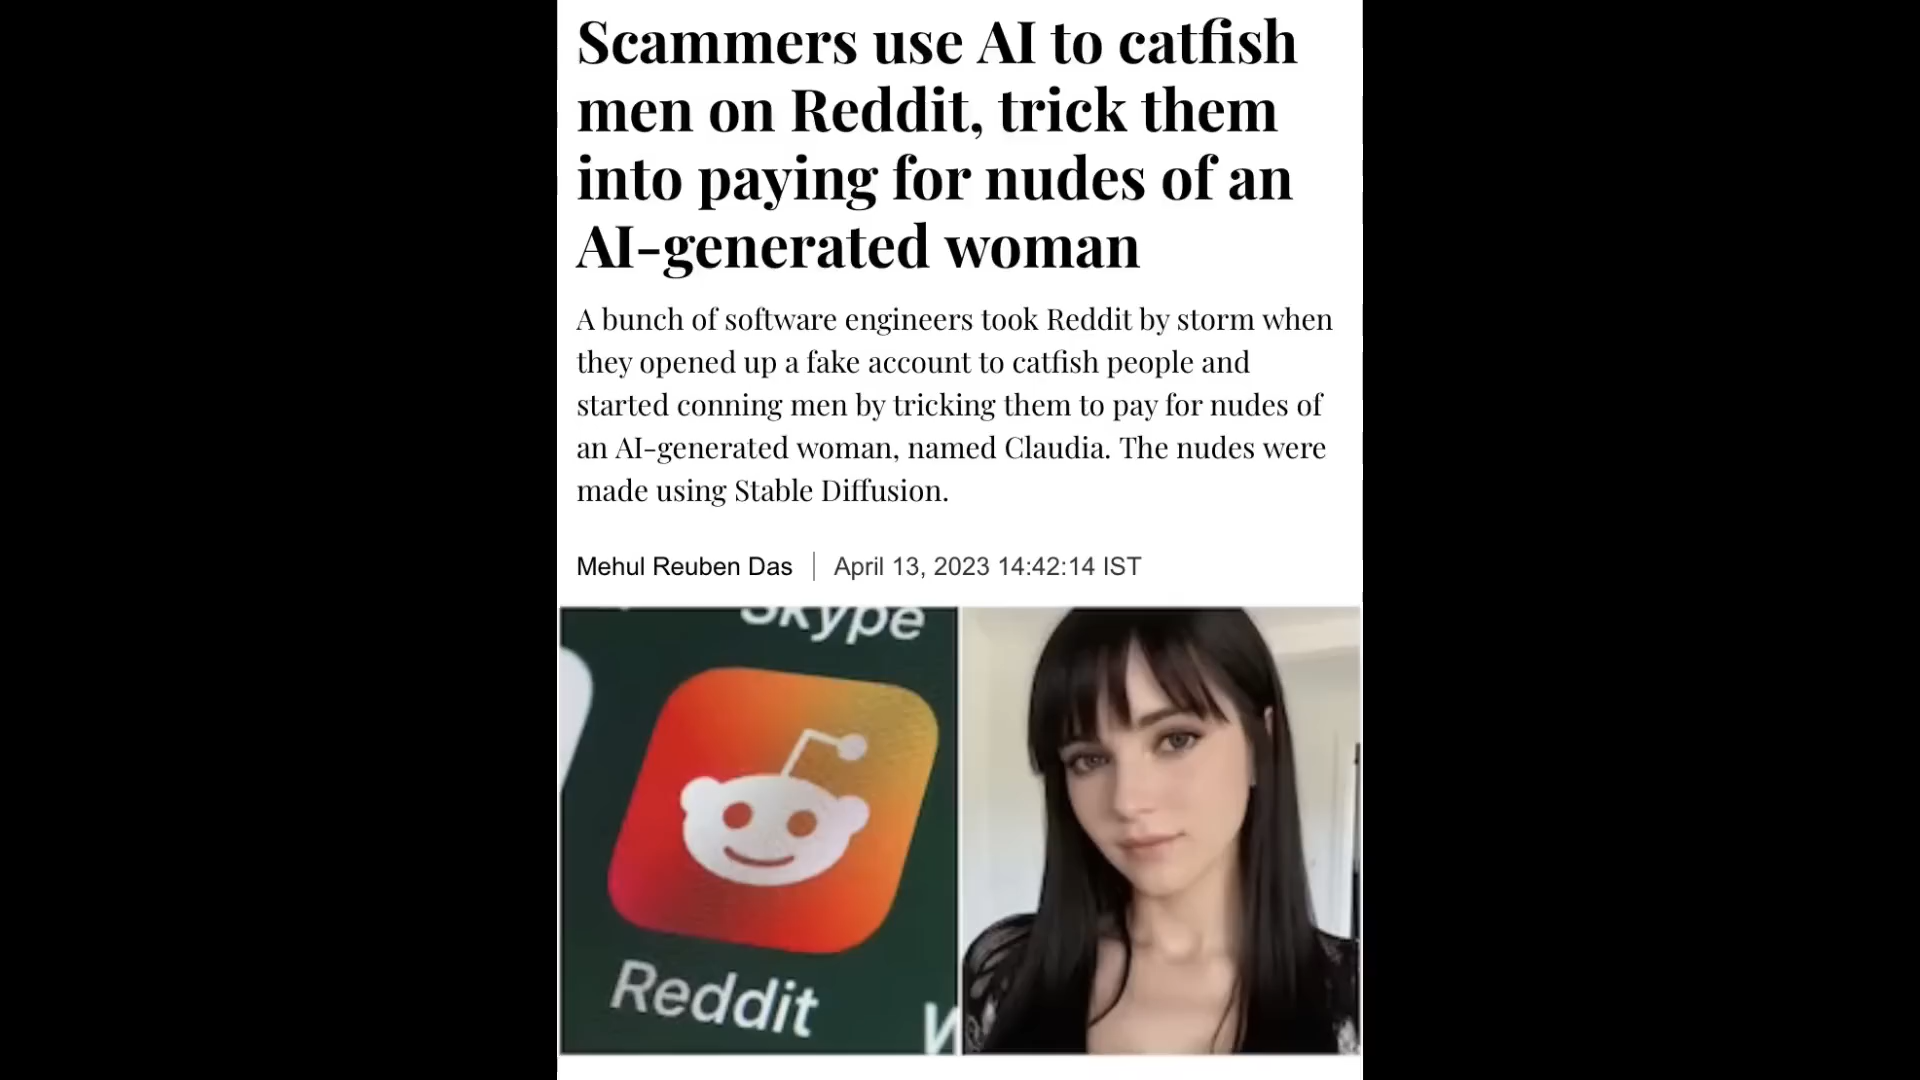 Scammers use AI to catfish
men on Reddit, trick them
into paying for nudes of an
AI-generated woman
A bunch of software engineers took Reddit by storm when
they opened up a fake account to catfish people and
started conning men by tricking them to pay for nudes of
an AI-generated woman, named Claudia. The nudes were
made using Stable Diffusion.
Mehul Reuben Das | April 13, 2023 14:42:14 IST
Skype
Reddit